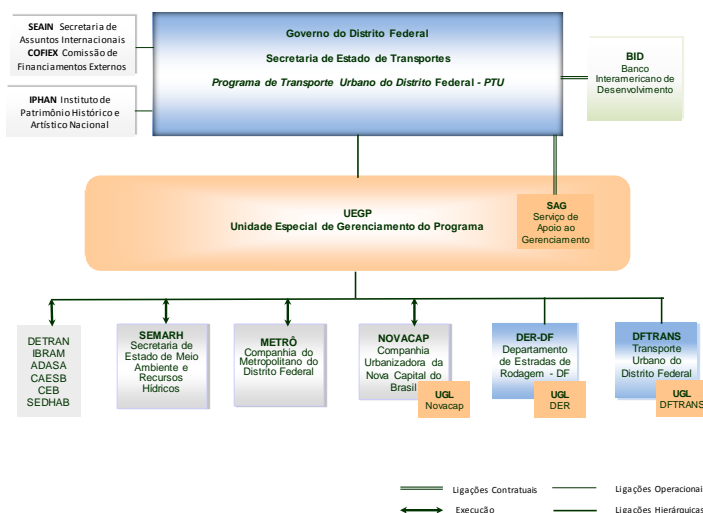 SEAIN Secretaria de
Assuntos Internacionais
COFIEX Comissão de
Financiamentos Externos
IPHAN Instituto de
Patrimônio Histórico e
Artístico Nacional
Governo do Distrito Federal
Secretaria de Estado de Transportes
Programa de Transporte Urbano do Distrito Federal - PTU
BID
Banco
Interamericano de
Desenvolvimento
UEGP
Unidade Especial de Gerenciamento do Programa
SAG
Serviço de
Apoio ao
Gerenciamento
DETRAN
IBRAM
ADASA
CAESB
CEB
SEDHAB
SEMARH
Secretaria de
Estado de Meio
Ambiente e
Recursos
Hídricos
METRÔ
Companhia do
Metropolitano do
Distrito Federal
NOVACAP
Companhia
Urbanizadora da
Nova Capital do
Brasil
UGL
Novacap
DER-DF
Departamento
de Estradas de
Rodagem - DF
UGL
DER
DFTRANS
Transporte
Urbano do
Distrito Federal
UGL
DFTRANS
Ligações Contratuais
Ligações Operacionais
Execução
Ligações Hierárquicas